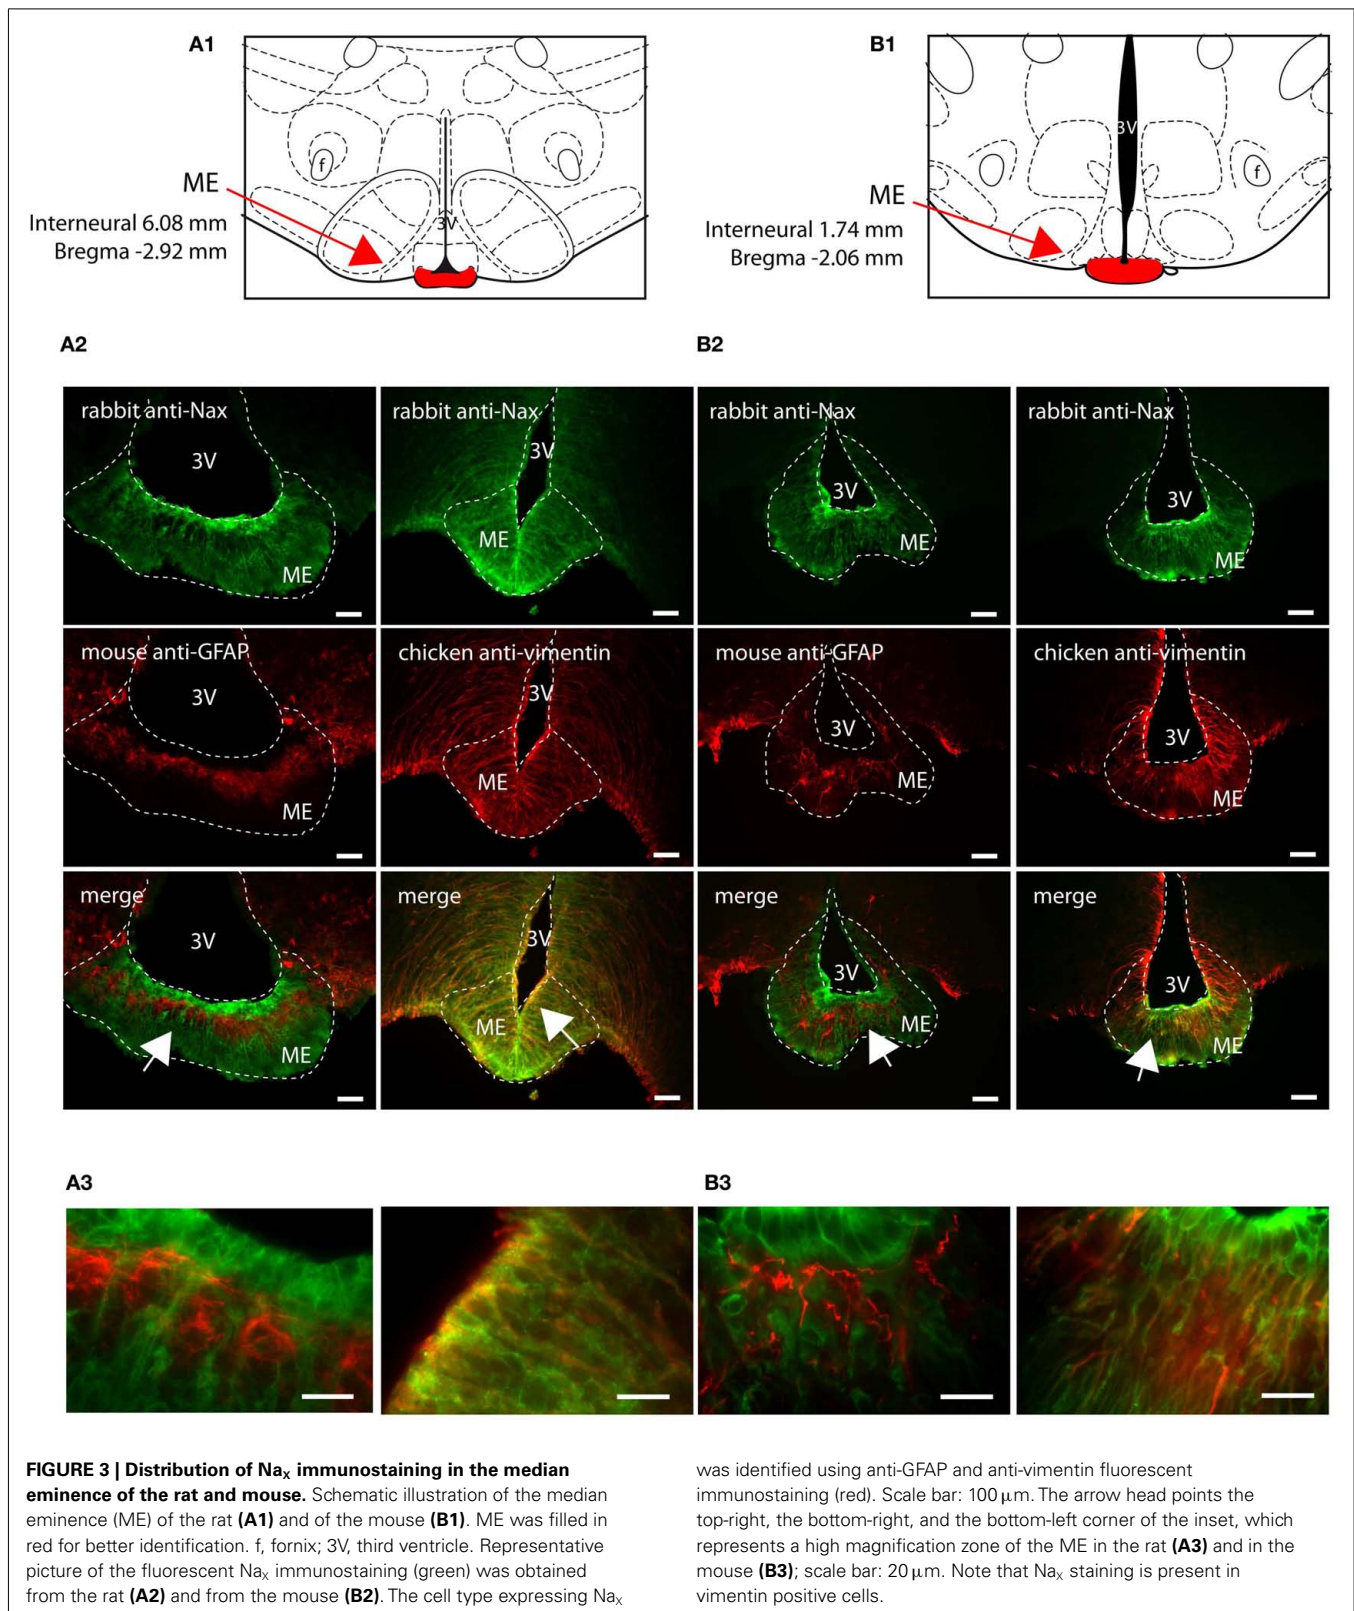 A1
B1
f
3V
ME
Interneural 6.08 mm
Bregma -2.92 mm
3V
f
ME
Interneural 1.74 mm
Bregma -2.06 mm
A2
B2
rabbit anti-Nax
3V
ME
rabbit anti-Nax
3V
ME
rabbit anti-Nax
3V
ME
rabbit anti-Nax
3V
ME
mouse anti-GFAP
3V
ME
chicken anti-vimentin
3V
ME
mouse anti-GFAP
3V
ME
chicken anti-vimentin
3V
ME
merge
3V
ME
merge
3V
ME
merge
3V
ME
merge
3V
ME
A3
B3
FIGURE 3 | Distribution of NaX immunostaining in the median
eminence of the rat and mouse. Schematic illustration of the median
eminence (ME) of the rat (A1) and of the mouse (B1). ME was filled in
red for better identification. f, fornix; 3V, third ventricle. Representative
picture of the fluorescent NaX immunostaining (green) was obtained
from the rat (A2) and from the mouse (B2). The cell type expressing NaX
was identified using anti-GFAP and anti-vimentin fluorescent
immunostaining (red). Scale bar: 100 μm. The arrow head points the
top-right, the bottom-right, and the bottom-left corner of the inset, which
represents a high magnification zone of the ME in the rat (A3) and in the
mouse (B3); scale bar: 20 μm. Note that NaX staining is present in
vimentin positive cells.